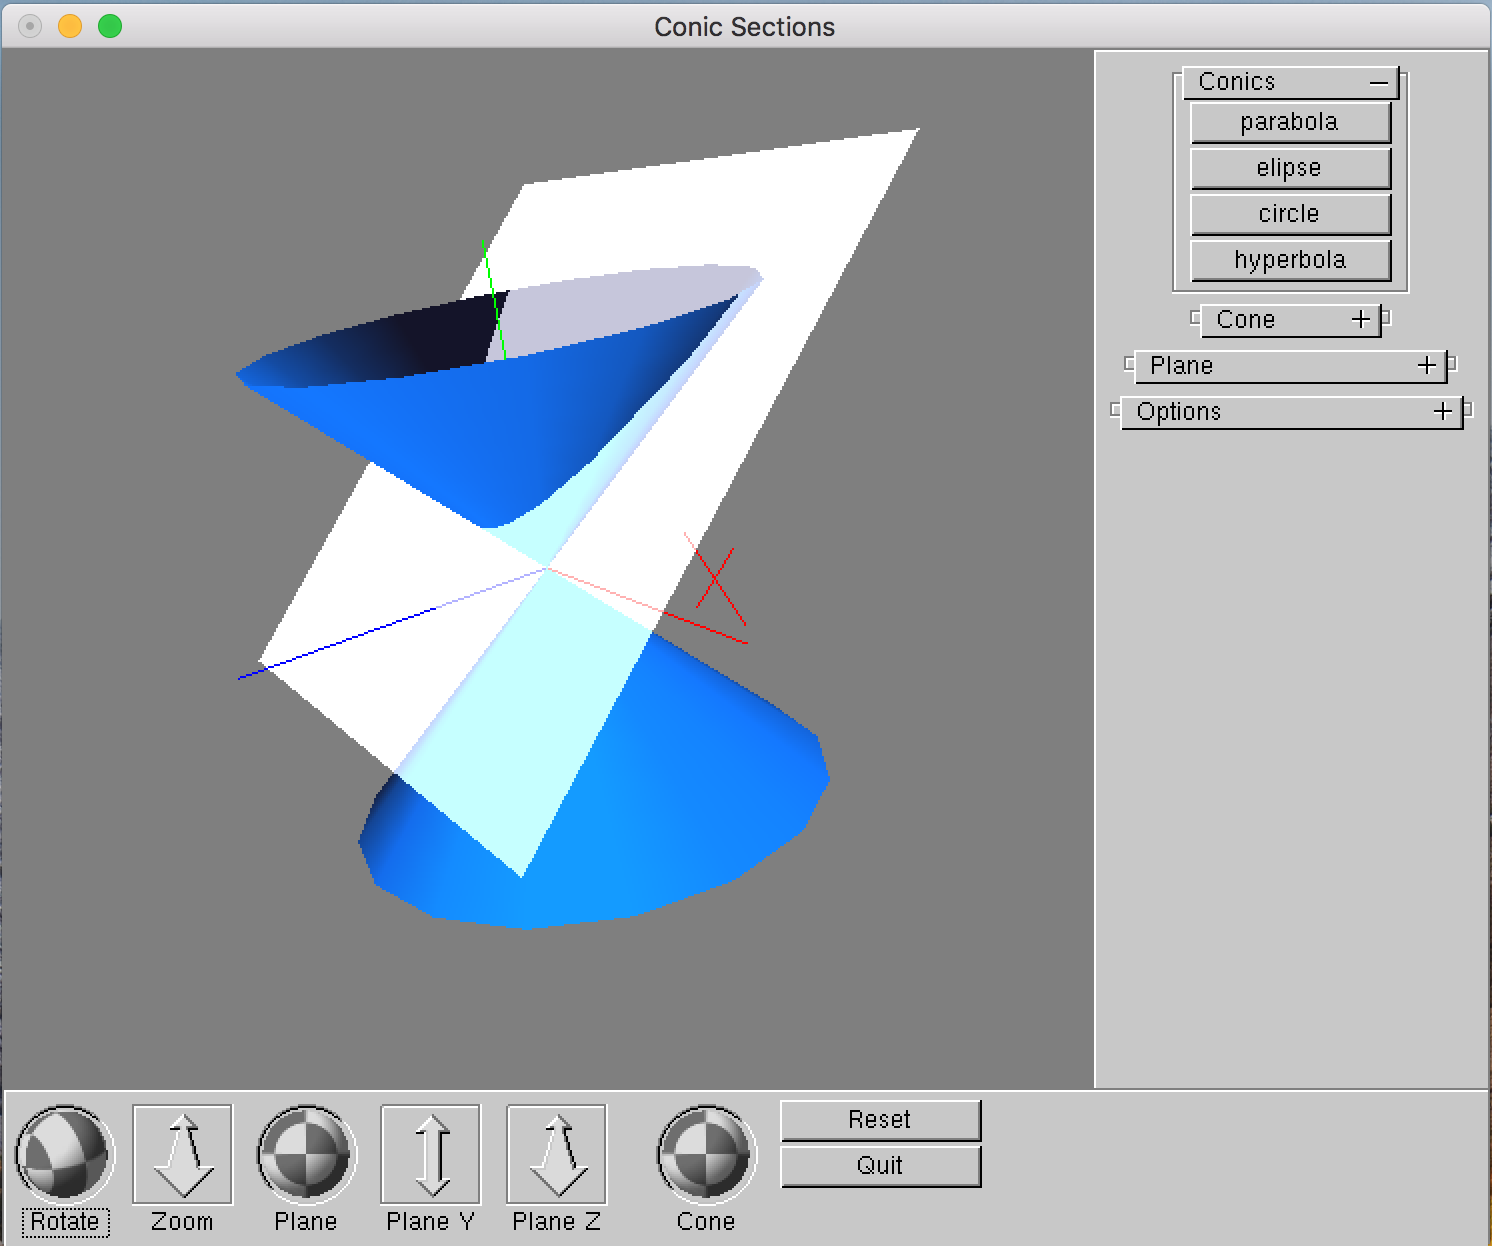 Conic Sections
Conics
parabola
elipse
circle
hyperbola
Cone
Plane
Options
X
Rotate
Zoom
Plane
Plane Y
Plane Z
Cone
Reset
Quit